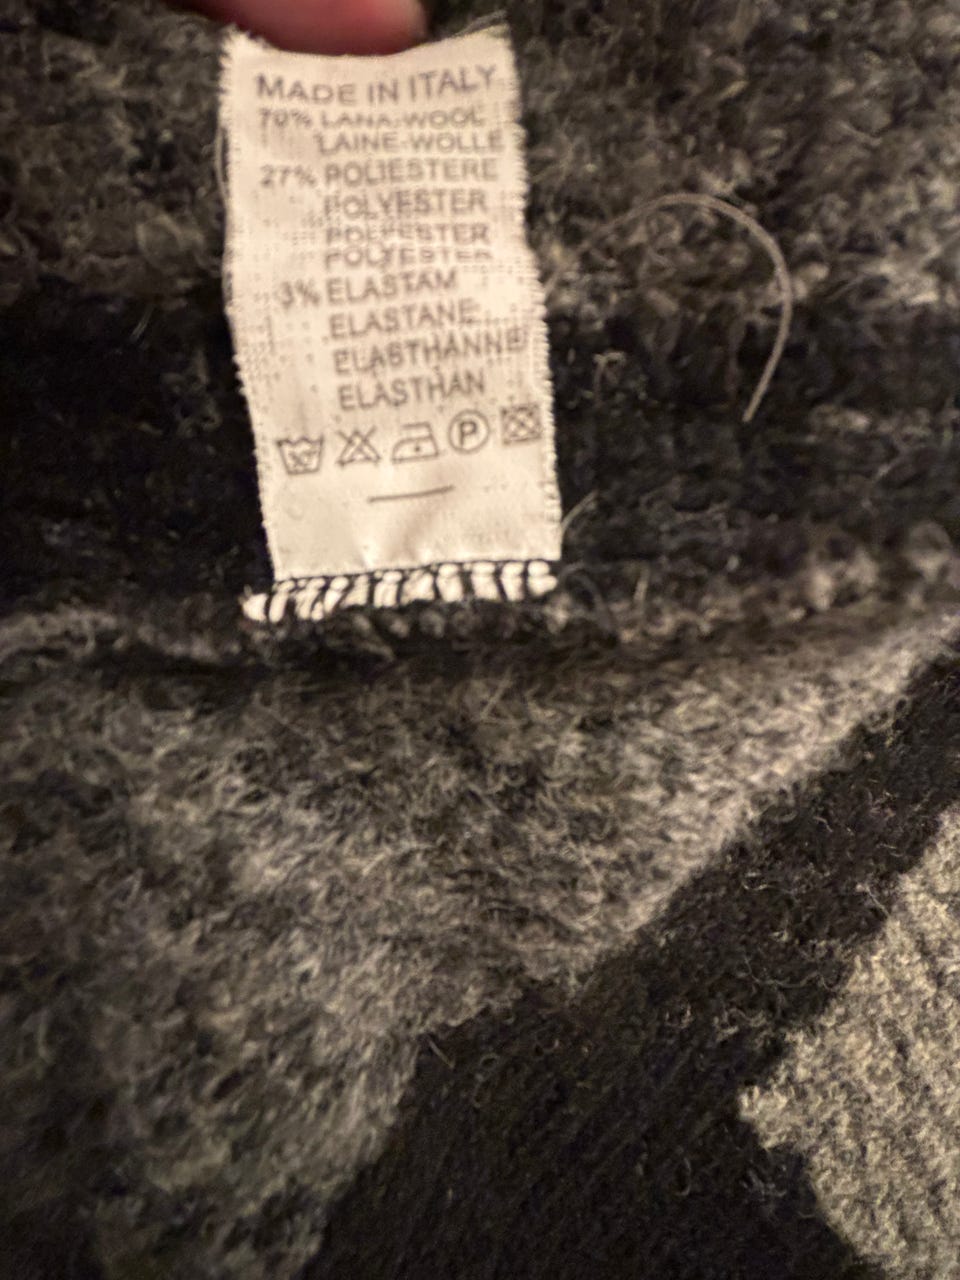 MADE IN ITALY
70% LANA-WOOL
LAINE-WOLLE
27% POLIESTERE
POLYESTER
POLYESTER
POLYESTER
3% ELASTAM
ELASTANE
ELASTHANNE
ELASTHAN
P